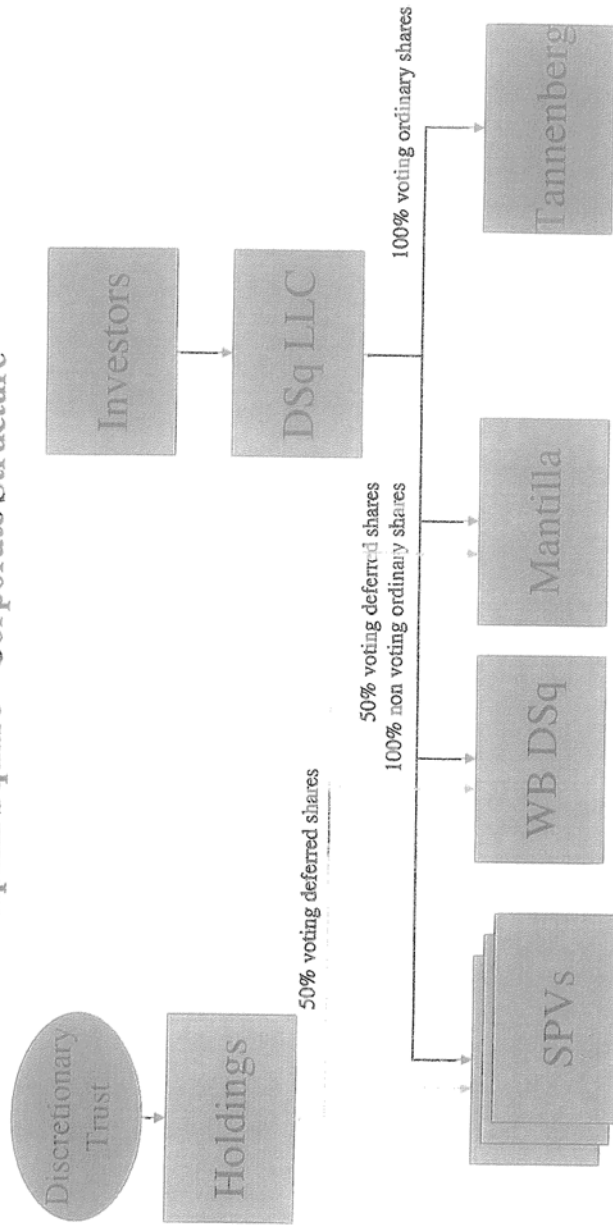 Corporate Structure
Discretionary
Trust
Holdings
50% voting deferred shares
Investors
DSq LLC
50% voting deferred shares
100% non voting ordinary shares
100% voting ordinary shares
SPVs
WB DSq
Mantilla
Tannenberg